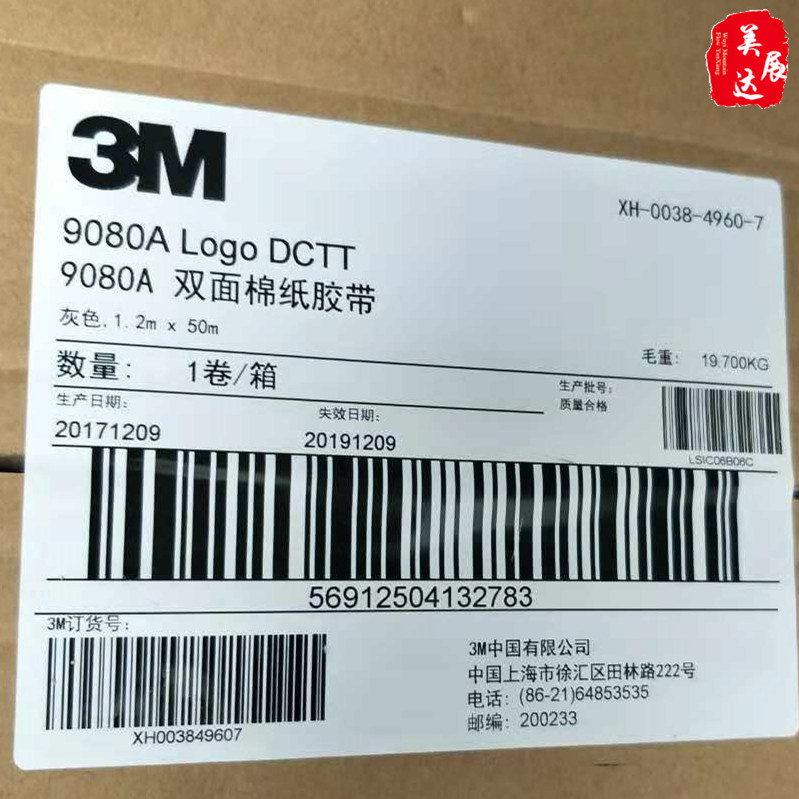 美展达
Wuyi Mountain
Flow YunXiang
3M
XH-0038-4960-7
9080A Logo DCTT
9080A 双面棉纸胶带
灰色,1.2m x 50m
毛重: 19.700KG
数量: 1卷/箱
生产批号:
质量合格
LSIC06B06C
生产日期:
20171209
失效日期:
20191209
56912504132783
3M订货号:
XH003849607
3M中国有限公司
中国上海市徐汇区田林路222号
电话: (86-21)64853535
邮编: 200233